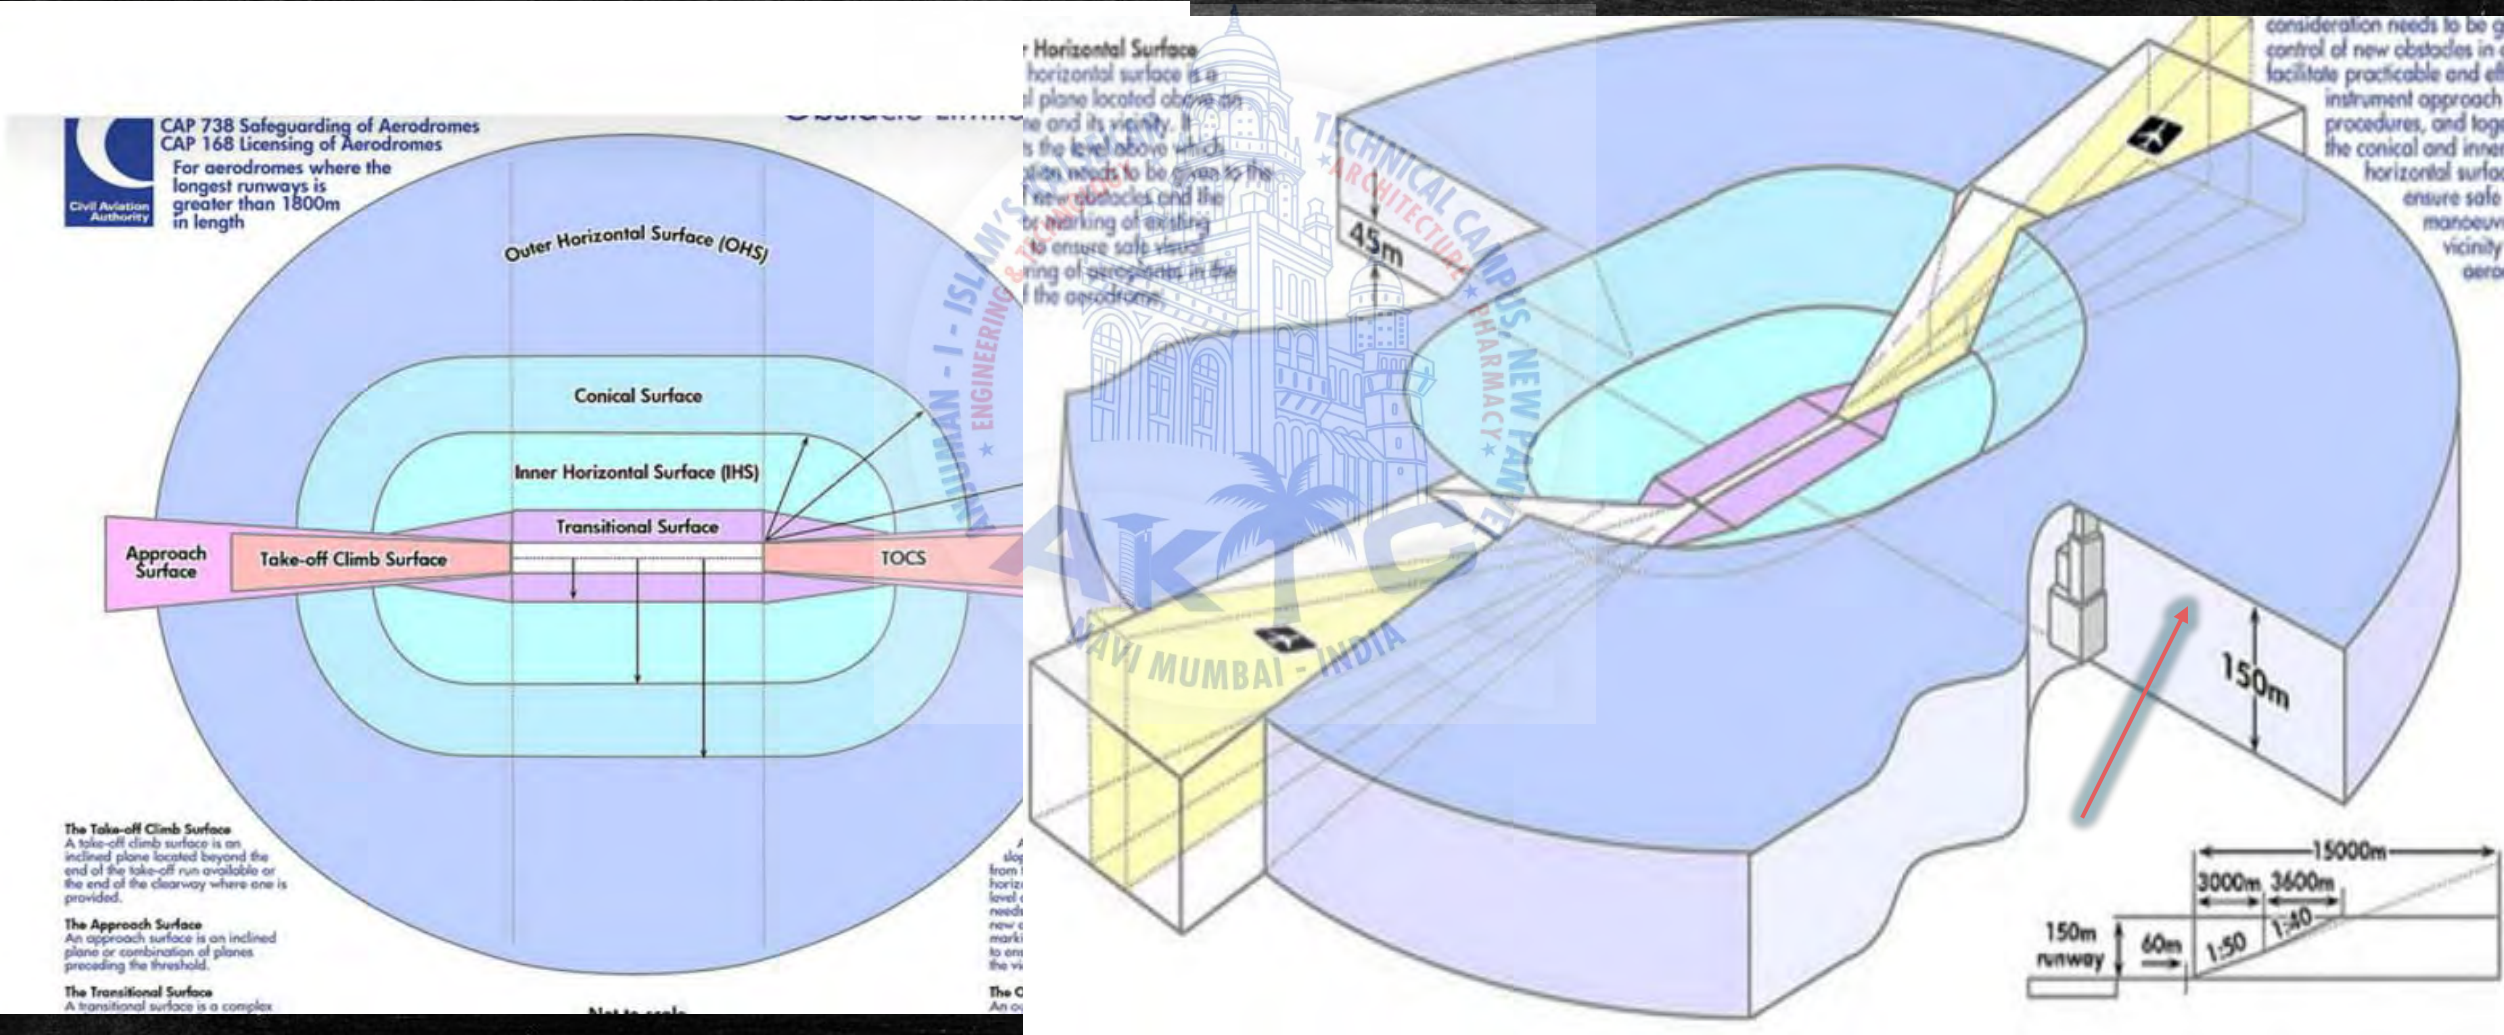 CAP 738 Safeguarding of Aerodromes
CAP 168 Licensing of Aerodromes
For aerodromes where the
longest runways is
greater than 1800m
in length
Civil Aviation
Authority
Outer Horizontal Surface (OHS)
Conical Surface
Inner Horizontal Surface (IHS)
Transitional Surface
Approach
Surface
Take-off Climb Surface
TOCS
The Take-off Climb Surface
A take-off climb surface is an
inclined plane located beyond the
end of the take-off run available or
the end of the clearway where one is
provided.
The Approach Surface
An approach surface is an inclined
plane or combination of planes
preceding the threshold.
The Transitional Surface
A transitional surface is a complex
Not to scale
Horizontal Surface
horizontal surface is a
plane located above an
and its vicinity. It
the level above which
needs to be given to the
new obstacles and the
marking of existing
to ensure safe visual
ring of aeroplanes in the
the aerodrome.
consideration needs to be
control of new obstacles in
facilitate practicable and
instrument approach
procedures, and
the conical and inner
horizontal
ensure safe
vicinity
45m
150m
15000m
3000m 3600m
1:50
1:40
150m
runway
60m
ANJUMAN - I - ISLAM'S
TECHNICAL CAMPUS, NEW PANVEL
ENGINEERING & TECHNOLOGY
ARCHITECTURE
PHARMACY
AKTC
NAVI MUMBAI - INDIA